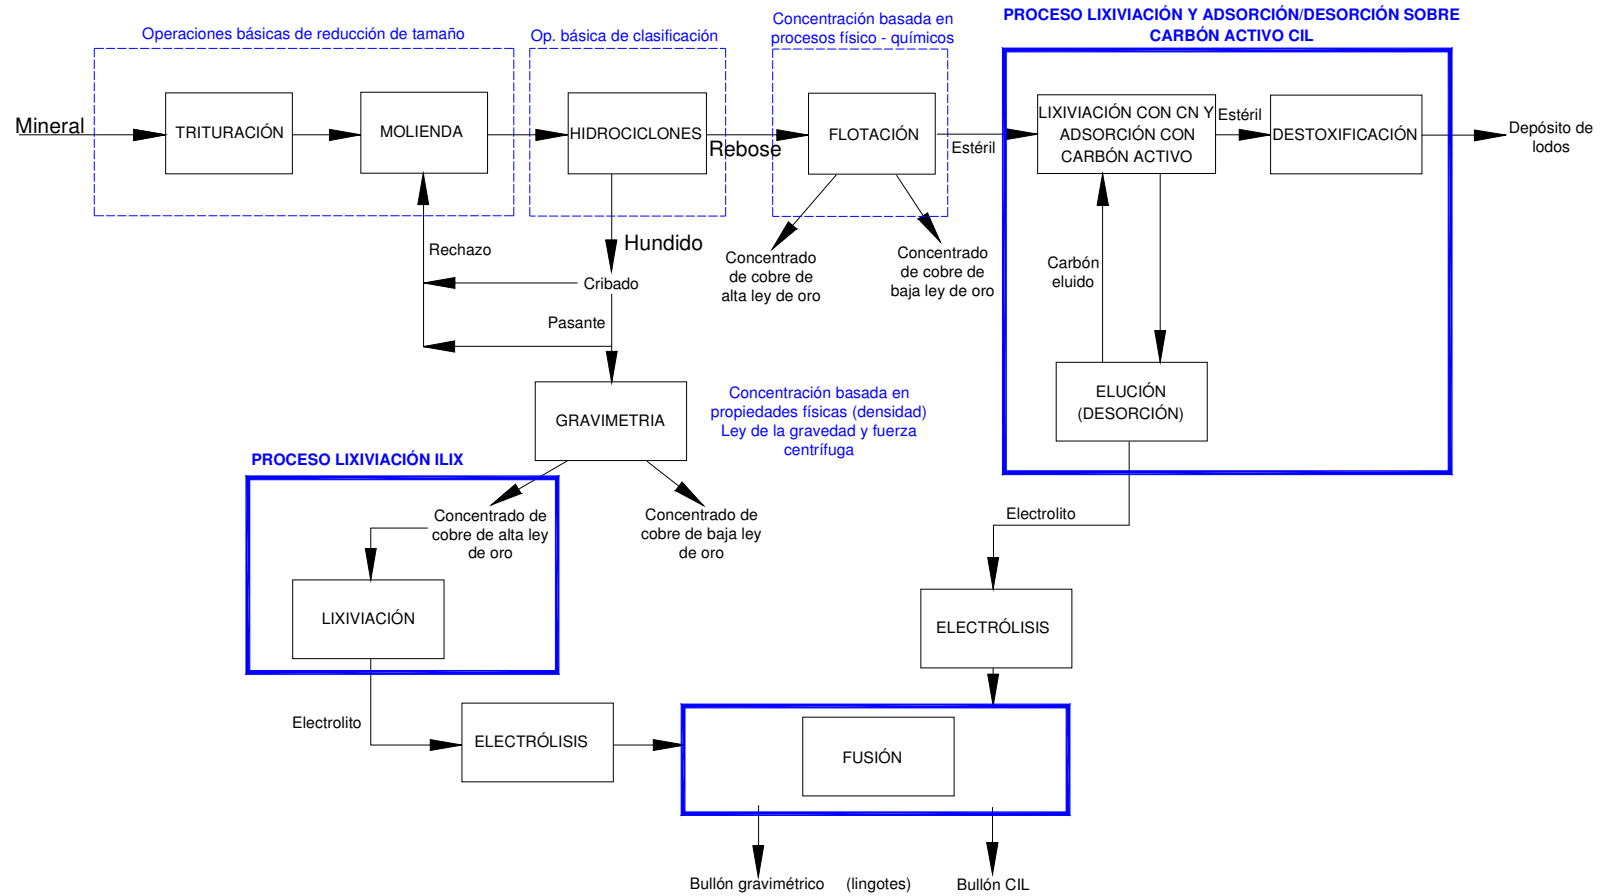 PROCESO LIXIVIACIÓN Y ADSORCIÓN/DESORCIÓN SOBRE
CARBÓN ACTIVO CIL
Concentración basada en
procesos físico - químicos
Operaciones básicas de reducción de tamaño
Op. básica de clasificación
Mineral
TRITURACIÓN
MOLIENDA
HIDROCICLONES
Rebose
FLOTACIÓN
Estéril
LIXIVIACIÓN CON CN Y
ADSORCIÓN CON
CARBÓN ACTIVO
Estéril
DESTOXIFICACIÓN
Depósito de
lodos
Rechazo
Hundido
Cribado
Pasante
Concentrado
de cobre de
alta ley de oro
Concentrado
de cobre de
baja ley de oro
Carbón
eluido
ELUCIÓN
(DESORCIÓN)
GRAVIMETRIA
Concentración basada en
propiedades físicas (densidad)
Ley de la gravedad y fuerza
centrífuga
PROCESO LIXIVIACIÓN ILIX
Concentrado de
cobre de alta ley
de oro
Concentrado de
cobre de baja ley
de oro
Electrolito
LIXIVIACIÓN
ELECTRÓLISIS
Electrolito
ELECTRÓLISIS
FUSIÓN
Bullón gravimétrico
(lingotes)
Bullón CIL